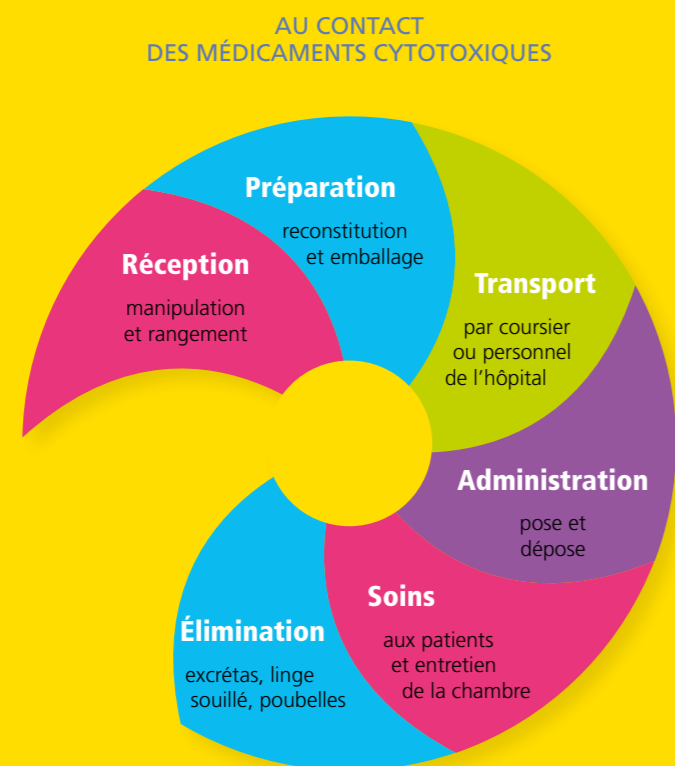 AU CONTACT
DES MÉDICAMENTS CYTOTOXIQUES
Réception
manipulation
et rangement
Préparation
reconstitution
et emballage
Transport
par coursier
ou personnel
de l'hôpital
Administration
pose et
dépose
Soins
aux patients
et entretien
de la chambre
Élimination
excrétas, linge
souillé, poubelles